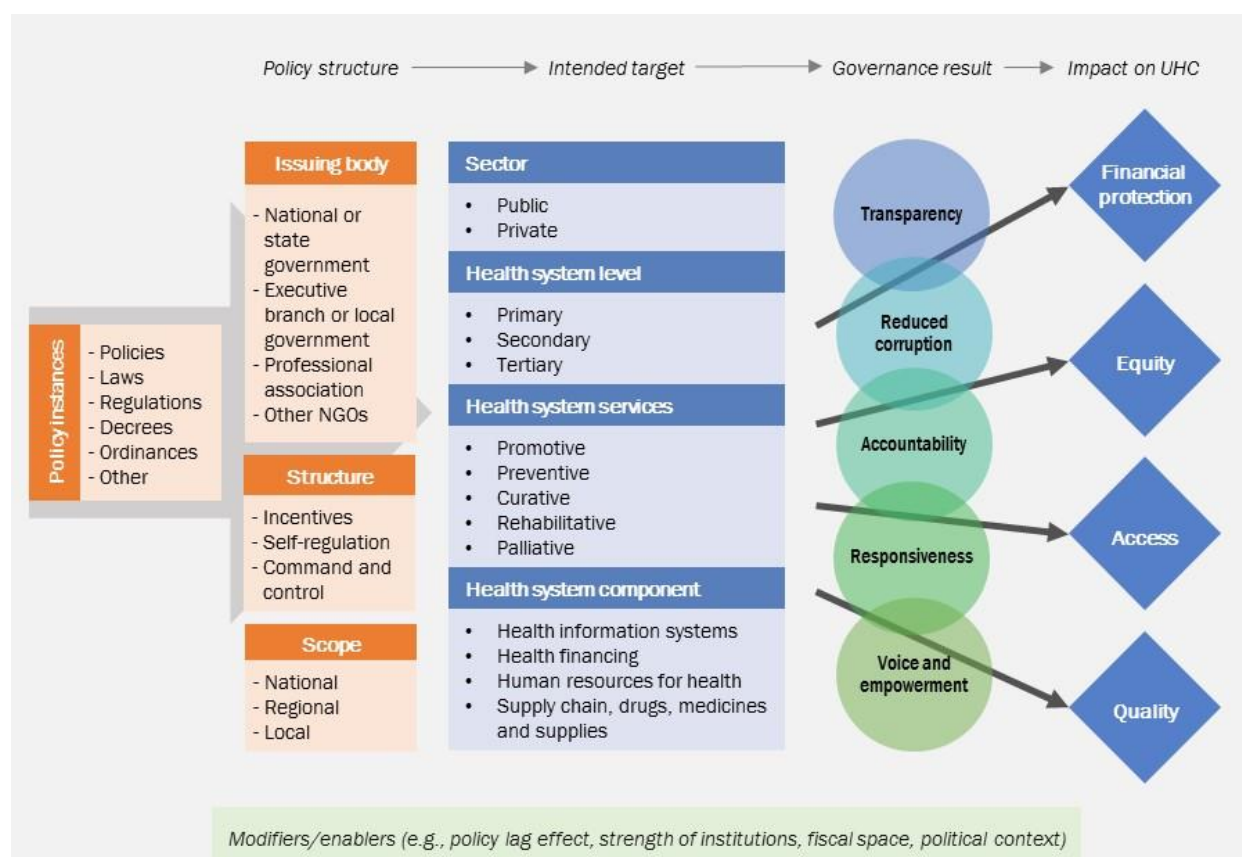 Policy structure
Intended target
Governance result
Impact on UHC
Policy instances
- Policies
- Laws
- Regulations
- Decrees
- Ordinances
- Other
Issuing body
- National or
state
government
- Executive
branch or local
government
- Professional
association
- Other NGOs
Structure
- Incentives
- Self-regulation
- Command and
control
Scope
- National
- Regional
- Local
Sector
• Public
• Private
Health system level
• Primary
• Secondary
• Tertiary
Health system services
• Promotive
• Preventive
• Curative
• Rehabilitative
• Palliative
Health system component
• Health information systems
• Health financing
• Human resources for health
• Supply chain, drugs, medicines
and supplies
Transparency
Reduced
corruption
Accountability
Responsiveness
Voice and
empowerment
Financial
protection
Equity
Access
Quality
Modifiers/enablers (e.g., policy lag effect, strength of institutions, fiscal space, political context)